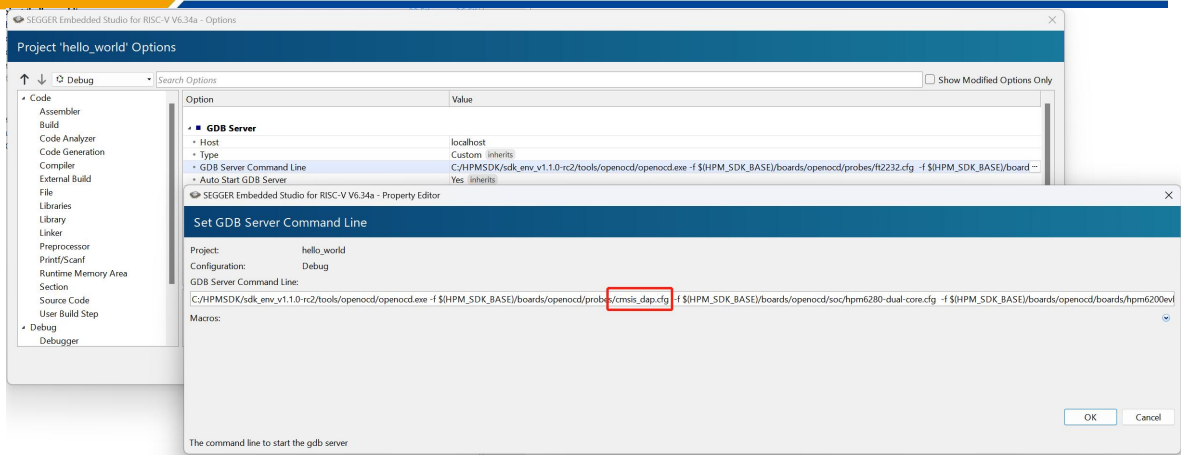 SEGGER Embedded Studio for RISC-V V6.34a - Options
Project 'hello_world' Options
Debug
Search Options
Show Modified Options Only
Code
Assembler
Build
Code Analyzer
Code Generation
Compiler
External Build
File
Libraries
Library
Linker
Preprocessor
Printf/Scanf
Runtime Memory Area
Section
Source Code
User Build Step
Debug
Debugger
Option Value
GDB Server
Host localhost
Type Custom inherits
GDB Server Command Line C:/HPMSDK/sdk_env_v1.1.0-rc2/tools/openocd/openocd.exe -f $(HPM_SDK_BASE)/boards/openocd/probes/ft2232.cfg -f $(HPM_SDK_BASE)/board ...
Auto Start GDB Server Yes inherits
SEGGER Embedded Studio for RISC-V V6.34a - Property Editor
Set GDB Server Command Line
Project: hello_world
Configuration: Debug
GDB Server Command Line:
C:/HPMSDK/sdk_env_v1.1.0-rc2/tools/openocd/openocd.exe -f $(HPM_SDK_BASE)/boards/openocd/probes/cmsis_dap.cfg -f $(HPM_SDK_BASE)/boards/openocd/soc/hpm6280-dual-core.cfg -f $(HPM_SDK_BASE)/boards/openocd/boards/hpm6200evl
Macros:
OK Cancel
The command line to start the gdb server